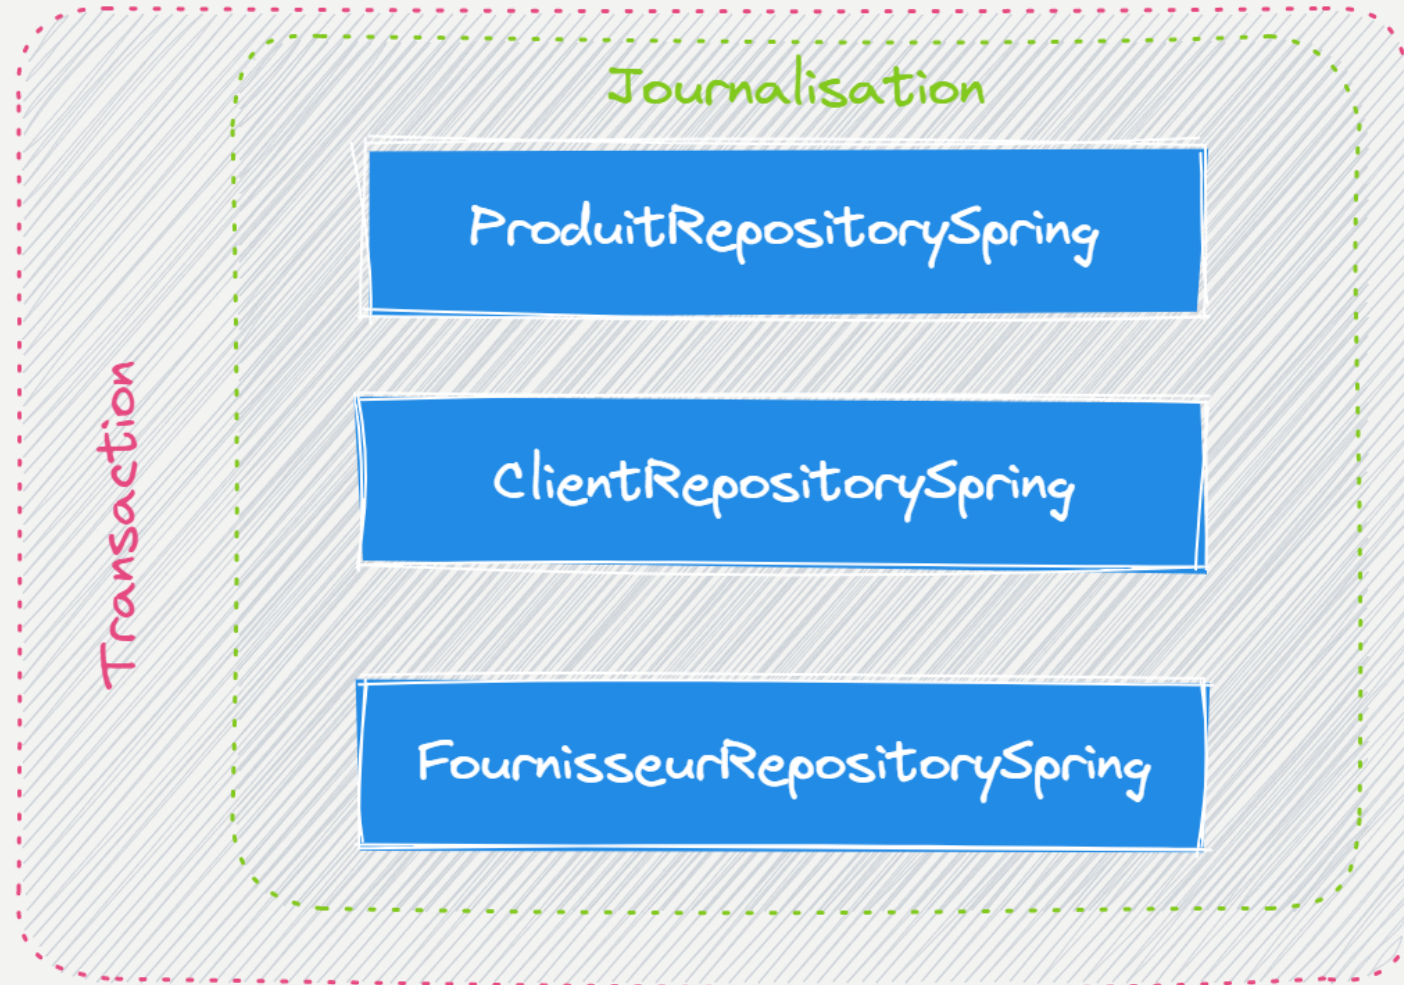 Journalisation
ProduitRepositorySpring
Transaction
ClientRepositorySpring
FournisseurRepositorySpring